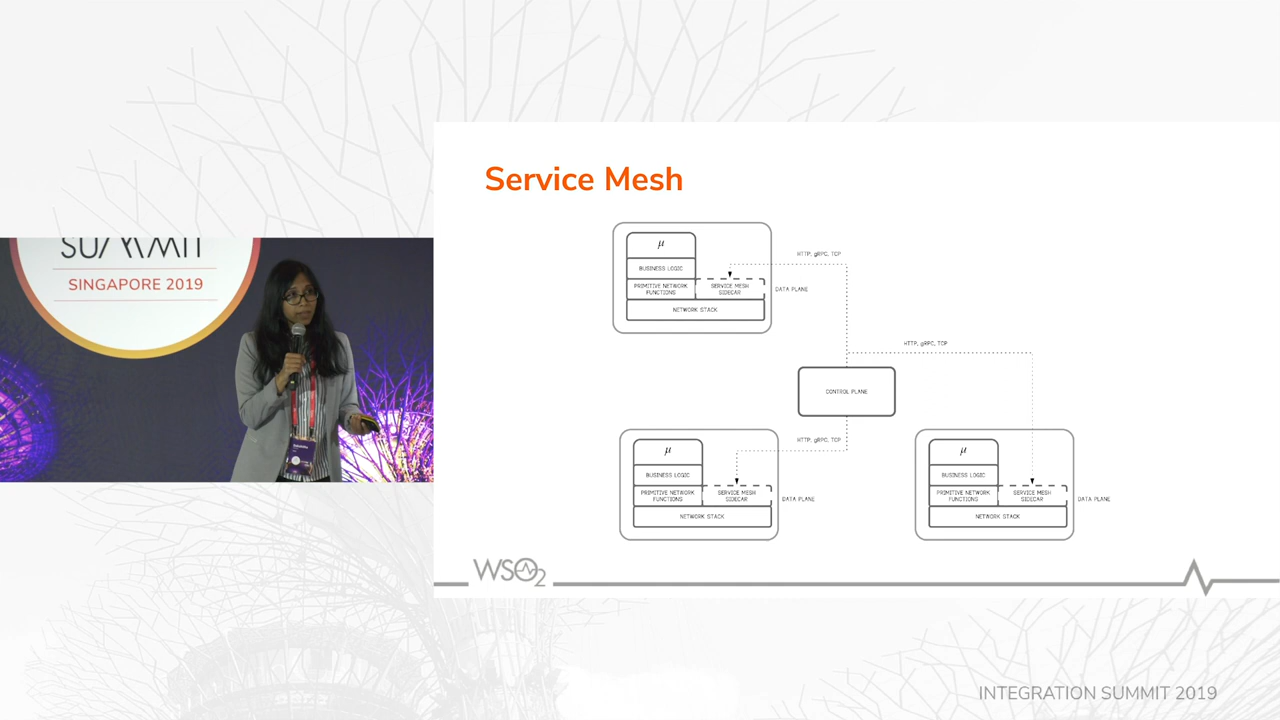 Service Mesh
μ
BUSINESS LOGIC
PRIMITIVE NETWORK
FUNCTIONS
SERVICE MESH
SIDECAR
NETWORK STACK
DATA PLANE
HTTP, gRPC, TCP
HTTP, gRPC, TCP
CONTROL PLANE
HTTP, gRPC, TCP
μ
BUSINESS LOGIC
PRIMITIVE NETWORK
FUNCTIONS
SERVICE MESH
SIDECAR
NETWORK STACK
DATA PLANE
μ
BUSINESS LOGIC
PRIMITIVE NETWORK
FUNCTIONS
SERVICE MESH
SIDECAR
NETWORK STACK
DATA PLANE
WSO2
SUMMIT
SINGAPORE 2019
INTEGRATION SUMMIT 2019